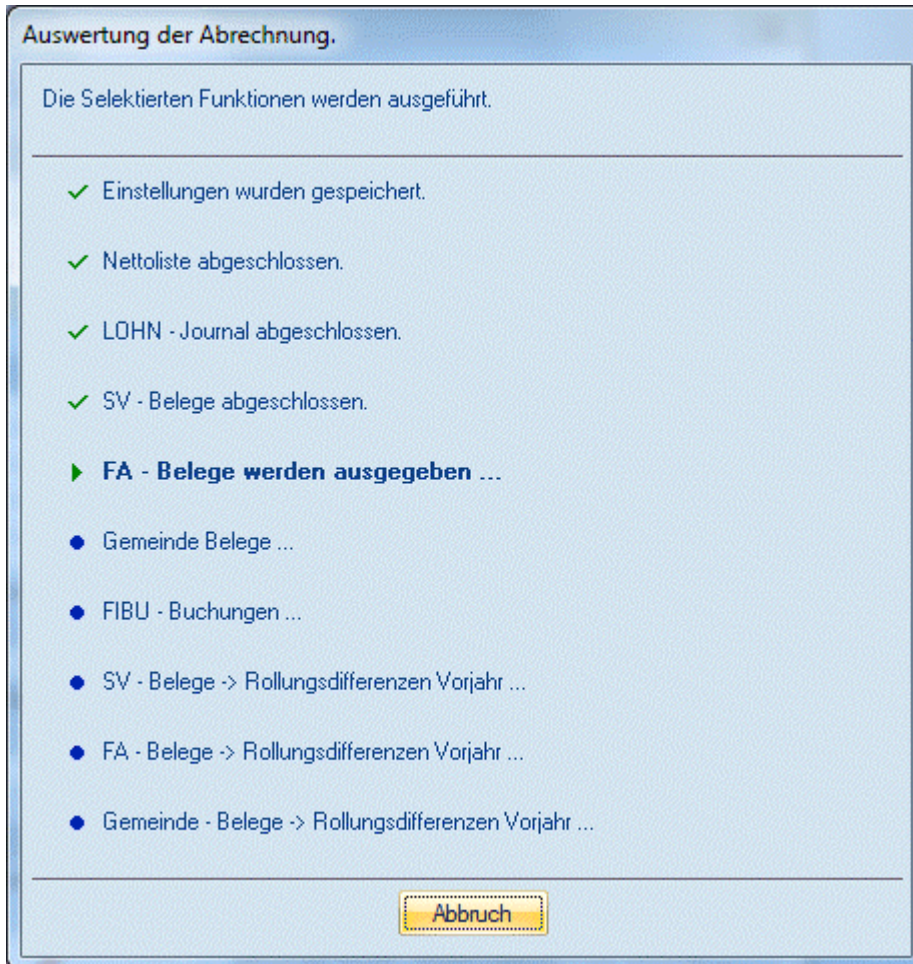 Auswertung der Abrechnung.
Die Selektierten Funktionen werden ausgeführt.
Einstellungen wurden gespeichert.
Nettoliste abgeschlossen.
LOHN - Journal abgeschlossen.
SV - Belege abgeschlossen.
FA - Belege werden ausgegeben ...
Gemeinde Belege ...
FIBU - Buchungen ...
SV - Belege -> Rollungsdifferenzen Vorjahr ...
FA - Belege -> Rollungsdifferenzen Vorjahr ...
Gemeinde - Belege -> Rollungsdifferenzen Vorjahr ...
Abbruch